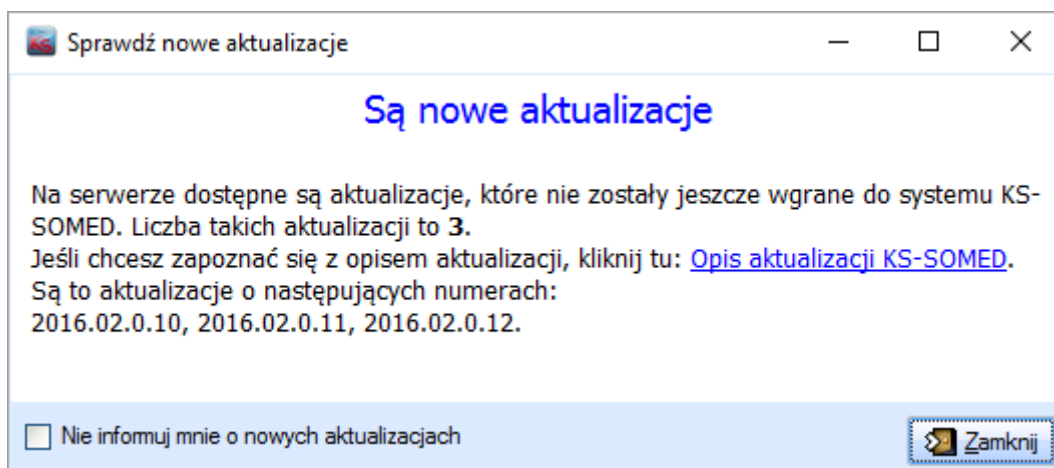 KS Sprawdź nowe aktualizacje
Są nowe aktualizacje
Na serwerze dostępne są aktualizacje, które nie zostały jeszcze wgrane do systemu KS-
SOMED. Liczba takich aktualizacji to 3.
Jeśli chcesz zapoznać się z opisem aktualizacji, kliknij tu: Opis aktualizacji KS-SOMED.
Są to aktualizacje o następujących numerach:
2016.02.0.10, 2016.02.0.11, 2016.02.0.12.
Nie informuj mnie o nowych aktualizacjach
Zamknij